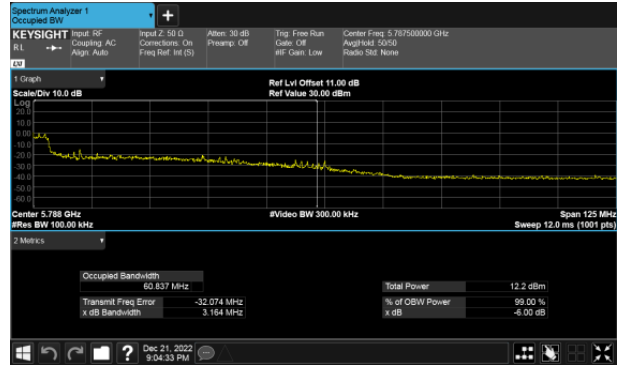 Spectrum Analyzer 1
Occupied BW
+
KEYSIGHT Input: RF Input Z: 50 Ω Atten: 30 dB Trig: Free Run Center Freq: 5.787500000 GHz
RL Coupling: AC Corrections: On Preamp: Off Gate: Off Avg|Hold: 50/50
Align: Auto Freq Ref: Int (S) #IF Gain: Low Radio Std: None
LXI
1 Graph
Ref Lvl Offset 11.00 dB
Scale/Div 10.0 dB Ref Value 30.00 dBm
Log
20.0
10.0
0.00
-10.0
-20.0
-30.0
-40.0
-50.0
-60.0
Center 5.788 GHz #Video BW 300.00 kHz Span 125 MHz
#Res BW 100.00 kHz Sweep 12.0 ms (1001 pts)
2 Metrics
Occupied Bandwidth
60.837 MHz Total Power 12.2 dBm
Transmit Freq Error -32.074 MHz % of OBW Power 99.00 %
x dB Bandwidth 3.164 MHz x dB -6.00 dB
? Dec 21, 2022
9:04:33 PM